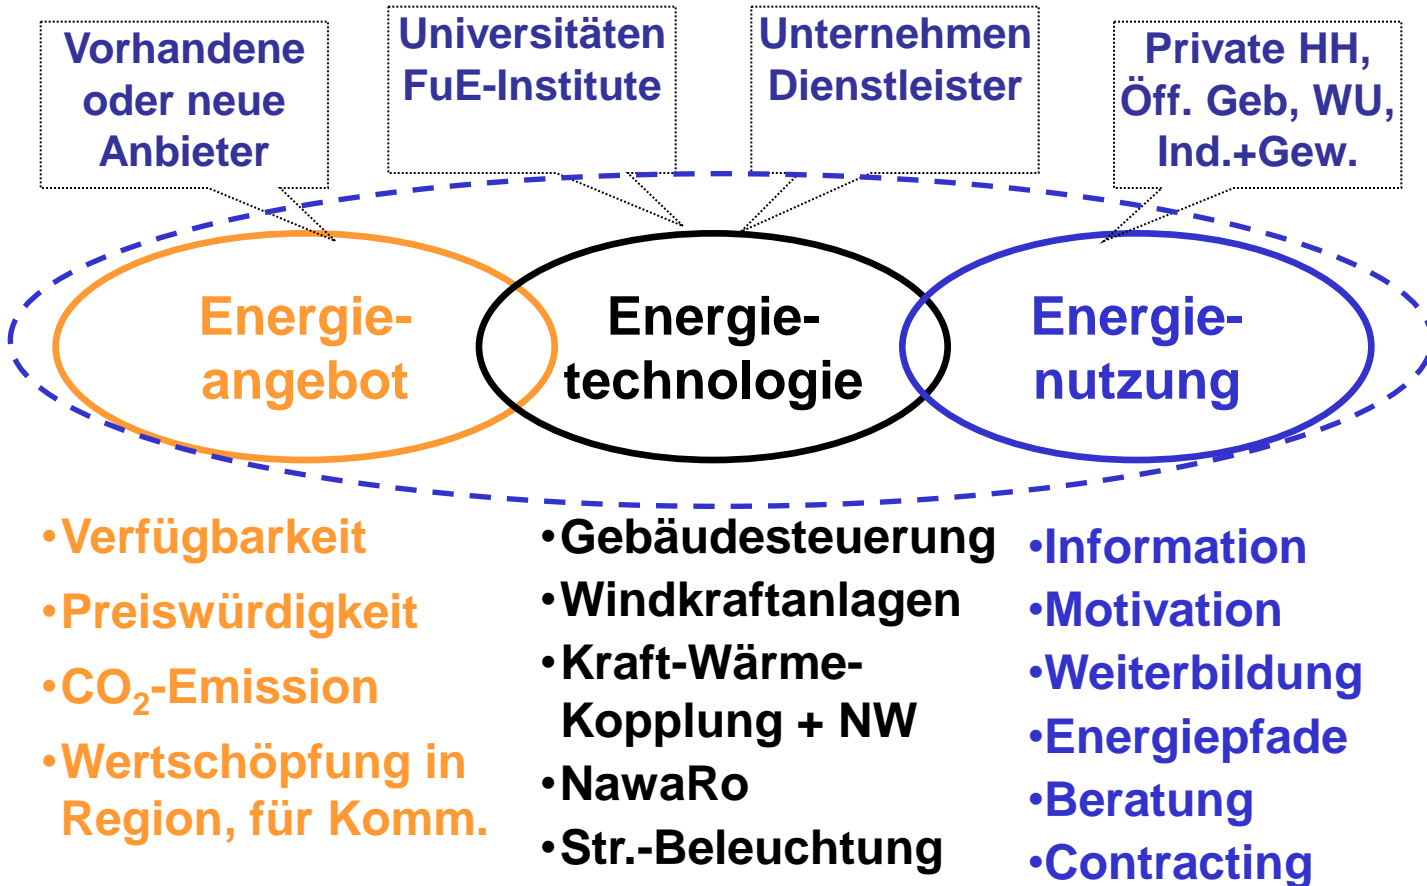 Vorhandene
oder neue
Anbieter
Universitäten
FuE-Institute
Unternehmen
Dienstleister
Private HH,
Öff. Geb, WU,
Ind.+Gew.
Energie-
angebot
Energie-
technologie
Energie-
nutzung
•Verfügbarkeit
•Preiswürdigkeit
•CO₂-Emission
•Wertschöpfung in
Region, für Komm.
•Gebäudesteuerung
•Windkraftanlagen
•Kraft-Wärme-
Kopplung + NW
•NawaRo
•Str.-Beleuchtung
•Information
•Motivation
•Weiterbildung
•Energiepfade
•Beratung
•Contracting